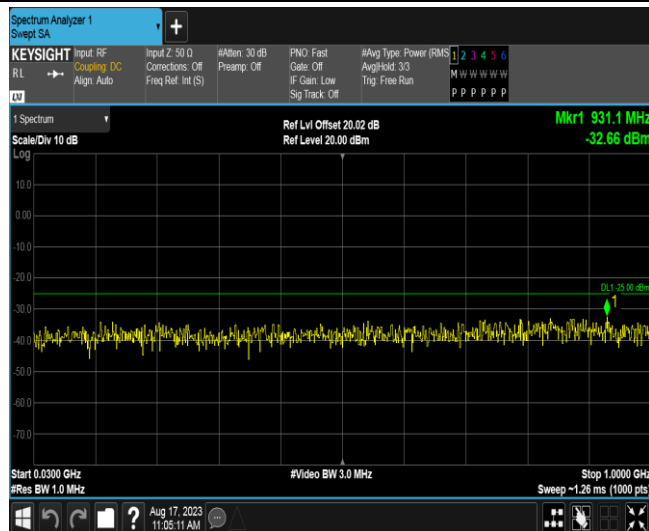 Spectrum Analyzer 1
Swept SA
KEYSIGHT
RL
Input: RF
Coupling: DC
Align: Auto
Input Z: 50 Ω
Corrections: Off
Freq Ref: Int (S)
#Atten: 30 dB
Preamp: Off
PNO: Fast
Gate: Off
IF Gain: Low
Sig Track: Off
#Avg Type: Power (RMS
Avg|Hold: 3/3
Trig: Free Run
1 2 3 4 5 6
M W W W W W
P P P P P P
LXI
1 Spectrum
Scale/Div 10 dB
Ref Lvl Offset 20.02 dB
Ref Level 20.00 dBm
Mkr1 931.1 MHz
-32.66 dBm
Log
10.0
0.00
-10.0
-20.0
DL1 -25.00 dBm
1
-30.0
-40.0
-50.0
-60.0
-70.0
Start 0.0300 GHz
#Res BW 1.0 MHz
#Video BW 3.0 MHz
Stop 1.0000 GHz
Sweep ~1.26 ms (1000 pts)
?
Aug 17, 2023
11:05:11 AM